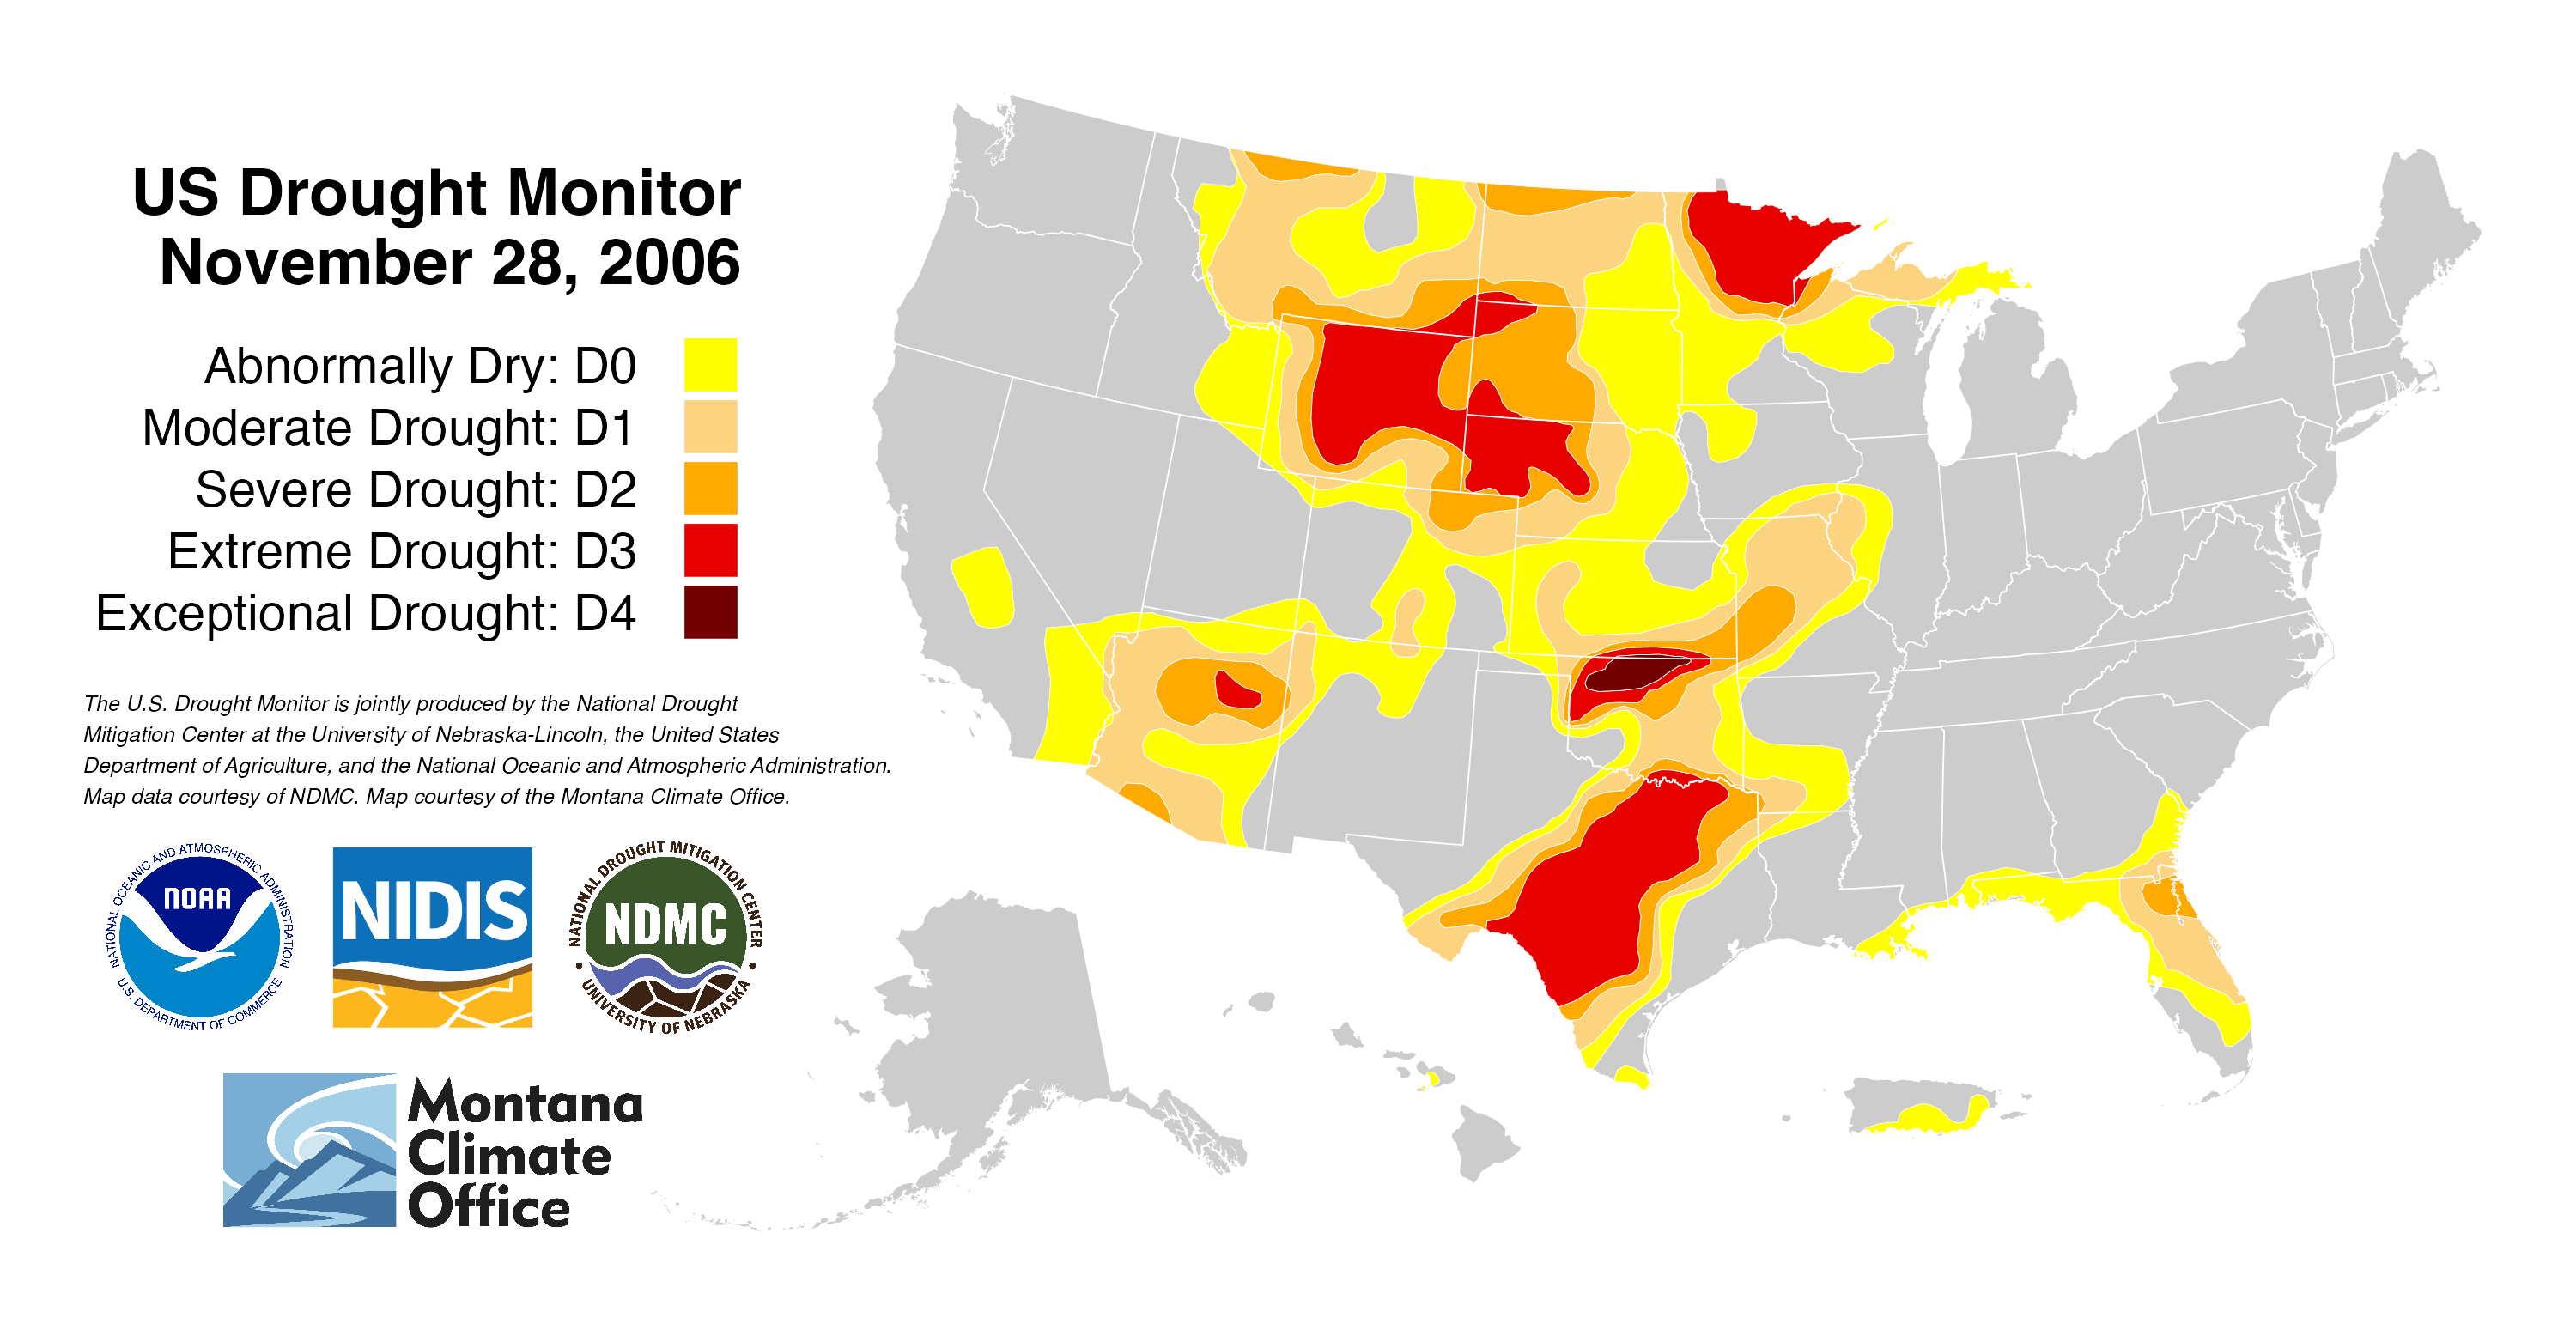 US Drought Monitor
November 28, 2006
Abnormally Dry: D0
Moderate Drought: D1
Severe Drought: D2
Extreme Drought: D3
Exceptional Drought: D4
The U.S. Drought Monitor is jointly produced by the National Drought
Mitigation Center at the University of Nebraska-Lincoln, the United States
Department of Agriculture, and the National Oceanic and Atmospheric Administration.
Map data courtesy of NDMC. Map courtesy of the Montana Climate Office.
NATIONAL OCEANIC AND ATMOSPHERIC ADMINISTRATION
NOAA
U.S. DEPARTMENT OF COMMERCE
NIDIS
NATIONAL DROUGHT MITIGATION CENTER
NDMC
UNIVERSITY OF NEBRASKA
Montana
Climate
Office